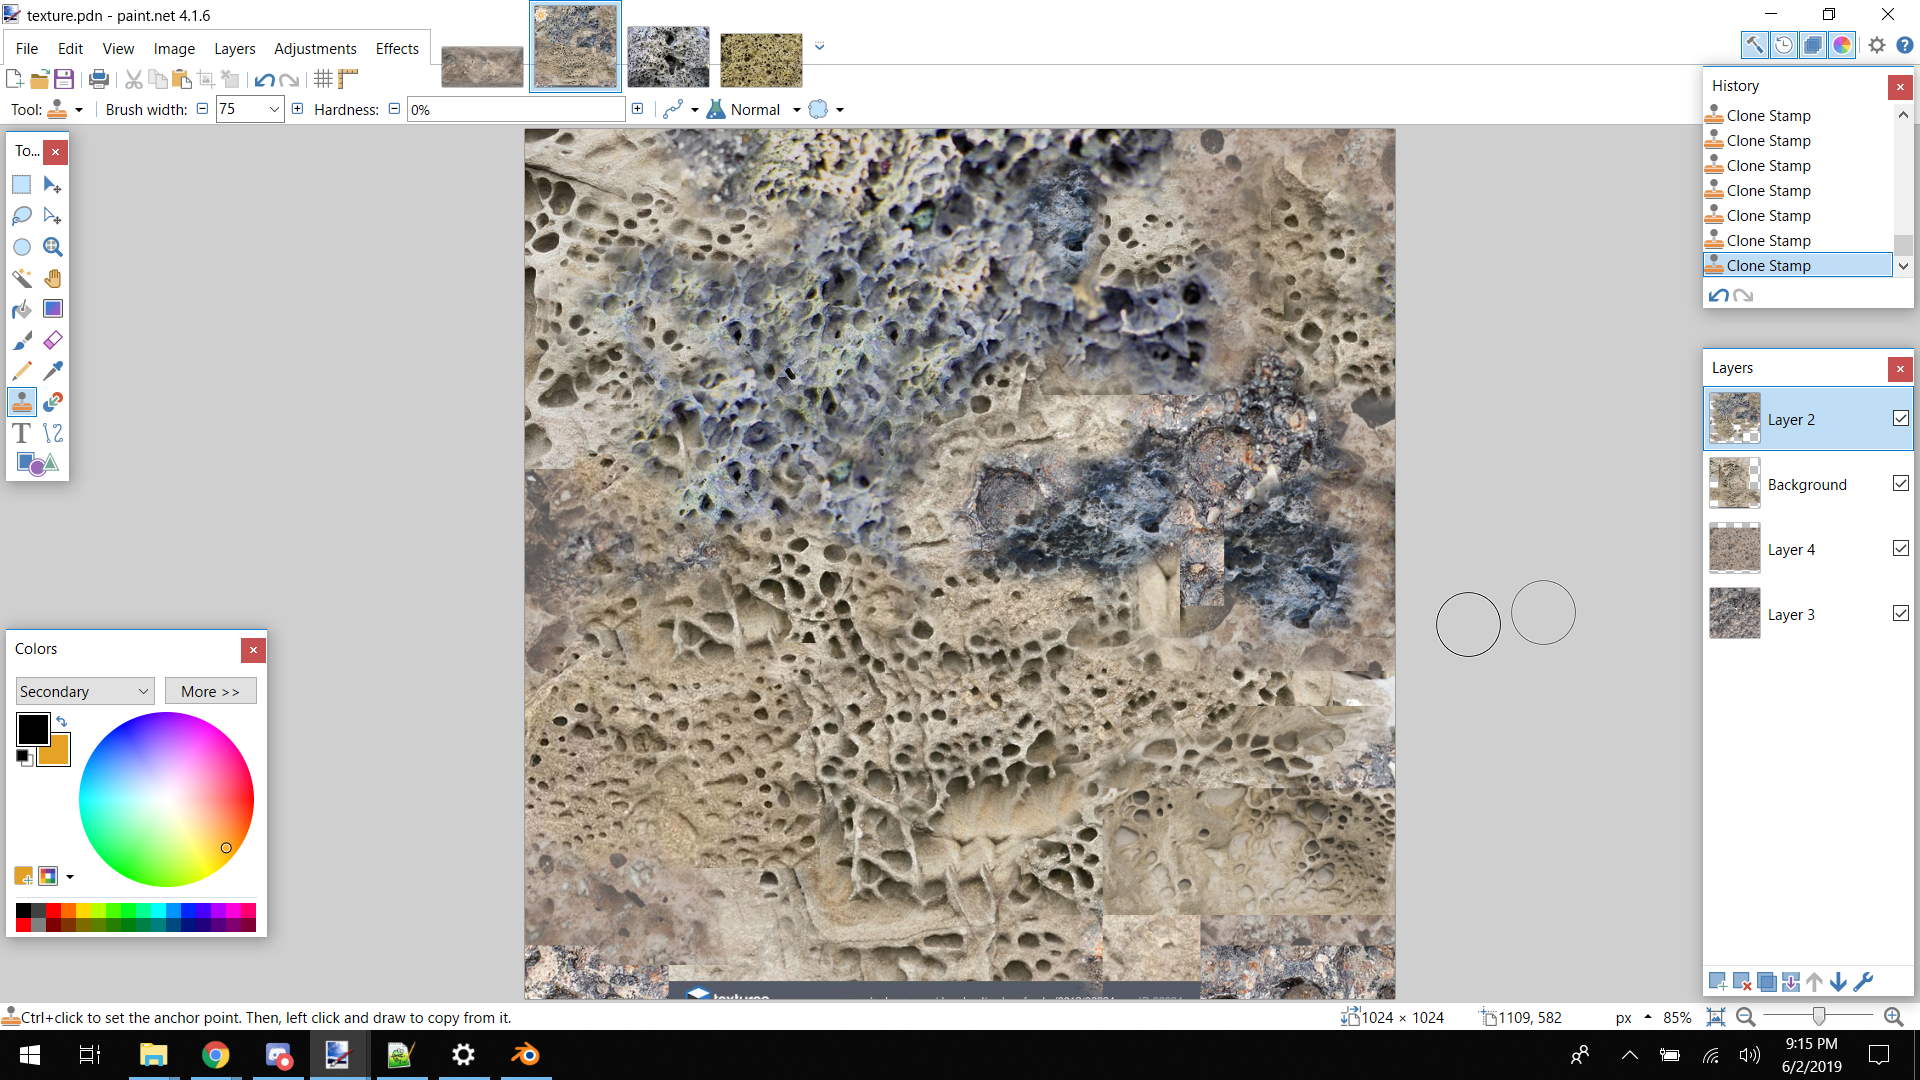 texture.pdn - paint.net 4.1.6
File Edit View Image Layers Adjustments Effects
Tool: Brush width: 75 Hardness: 0% Normal
To...
History
Clone Stamp
Clone Stamp
Clone Stamp
Clone Stamp
Clone Stamp
Clone Stamp
Clone Stamp
Layers
Layer 2
Background
Layer 4
Layer 3
Colors
Secondary More >>
textures
Ctrl+click to set the anchor point. Then, left click and draw to copy from it.
1024 × 1024 1109, 582 px 85%
9:15 PM
6/2/2019